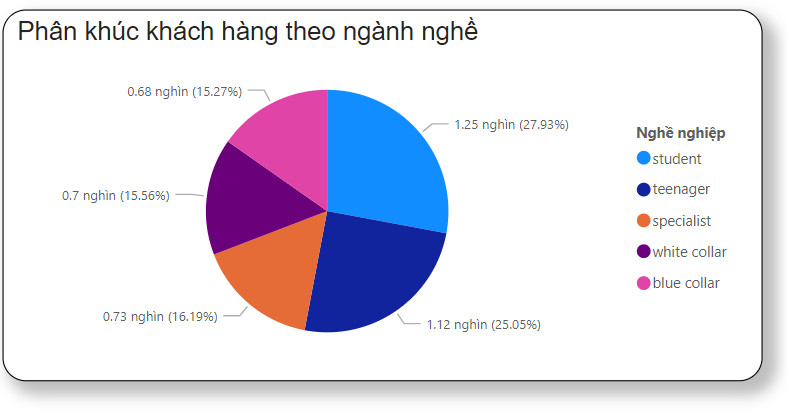 Phân khúc khách hàng theo ngành nghề
0.68 nghìn (15.27%)
1.25 nghìn (27.93%)
0.7 nghìn (15.56%)
0.73 nghìn (16.19%)
1.12 nghìn (25.05%)
Nghề nghiệp
student
teenager
specialist
white collar
blue collar